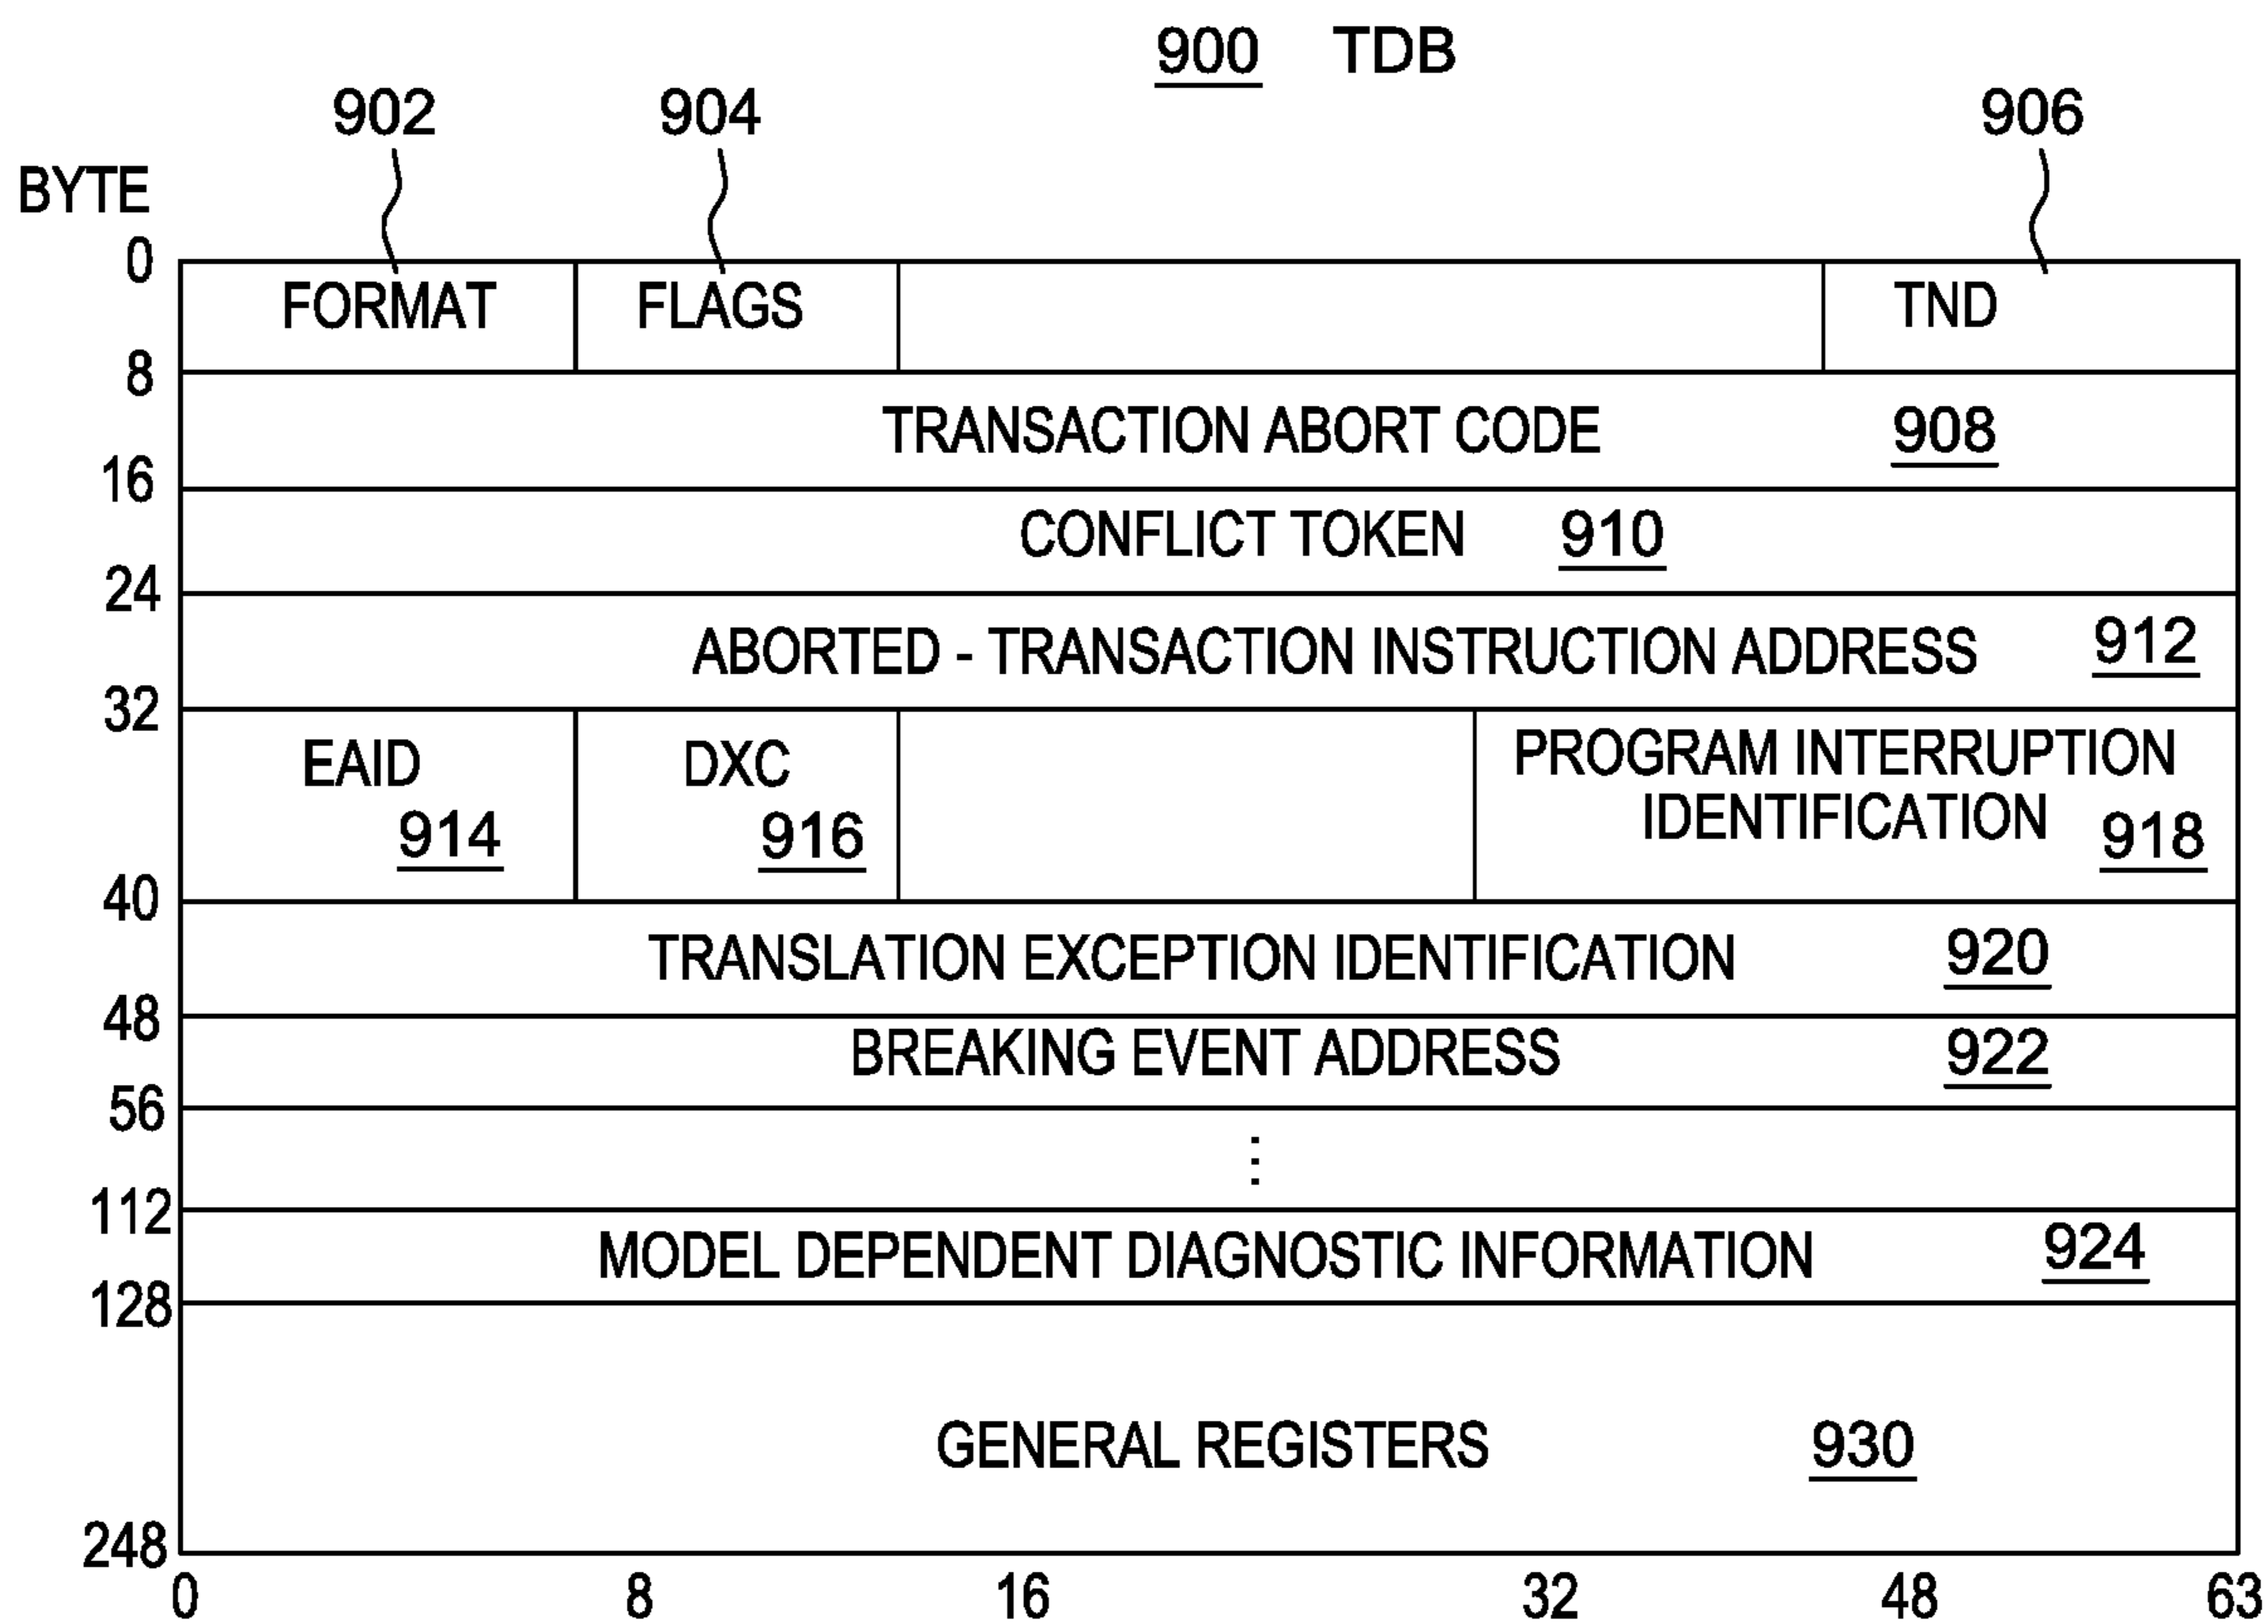 900 TDB
902 904 906
BYTE
0
FORMAT FLAGS TND
8
TRANSACTION ABORT CODE 908
16
CONFLICT TOKEN 910
24
ABORTED - TRANSACTION INSTRUCTION ADDRESS 912
32
EAID DXC PROGRAM INTERRUPTION
IDENTIFICATION
914 916 918
40
TRANSLATION EXCEPTION IDENTIFICATION 920
48
BREAKING EVENT ADDRESS 922
56
⋮
112
MODEL DEPENDENT DIAGNOSTIC INFORMATION 924
128
GENERAL REGISTERS 930
248
0 8 16 32 48 63